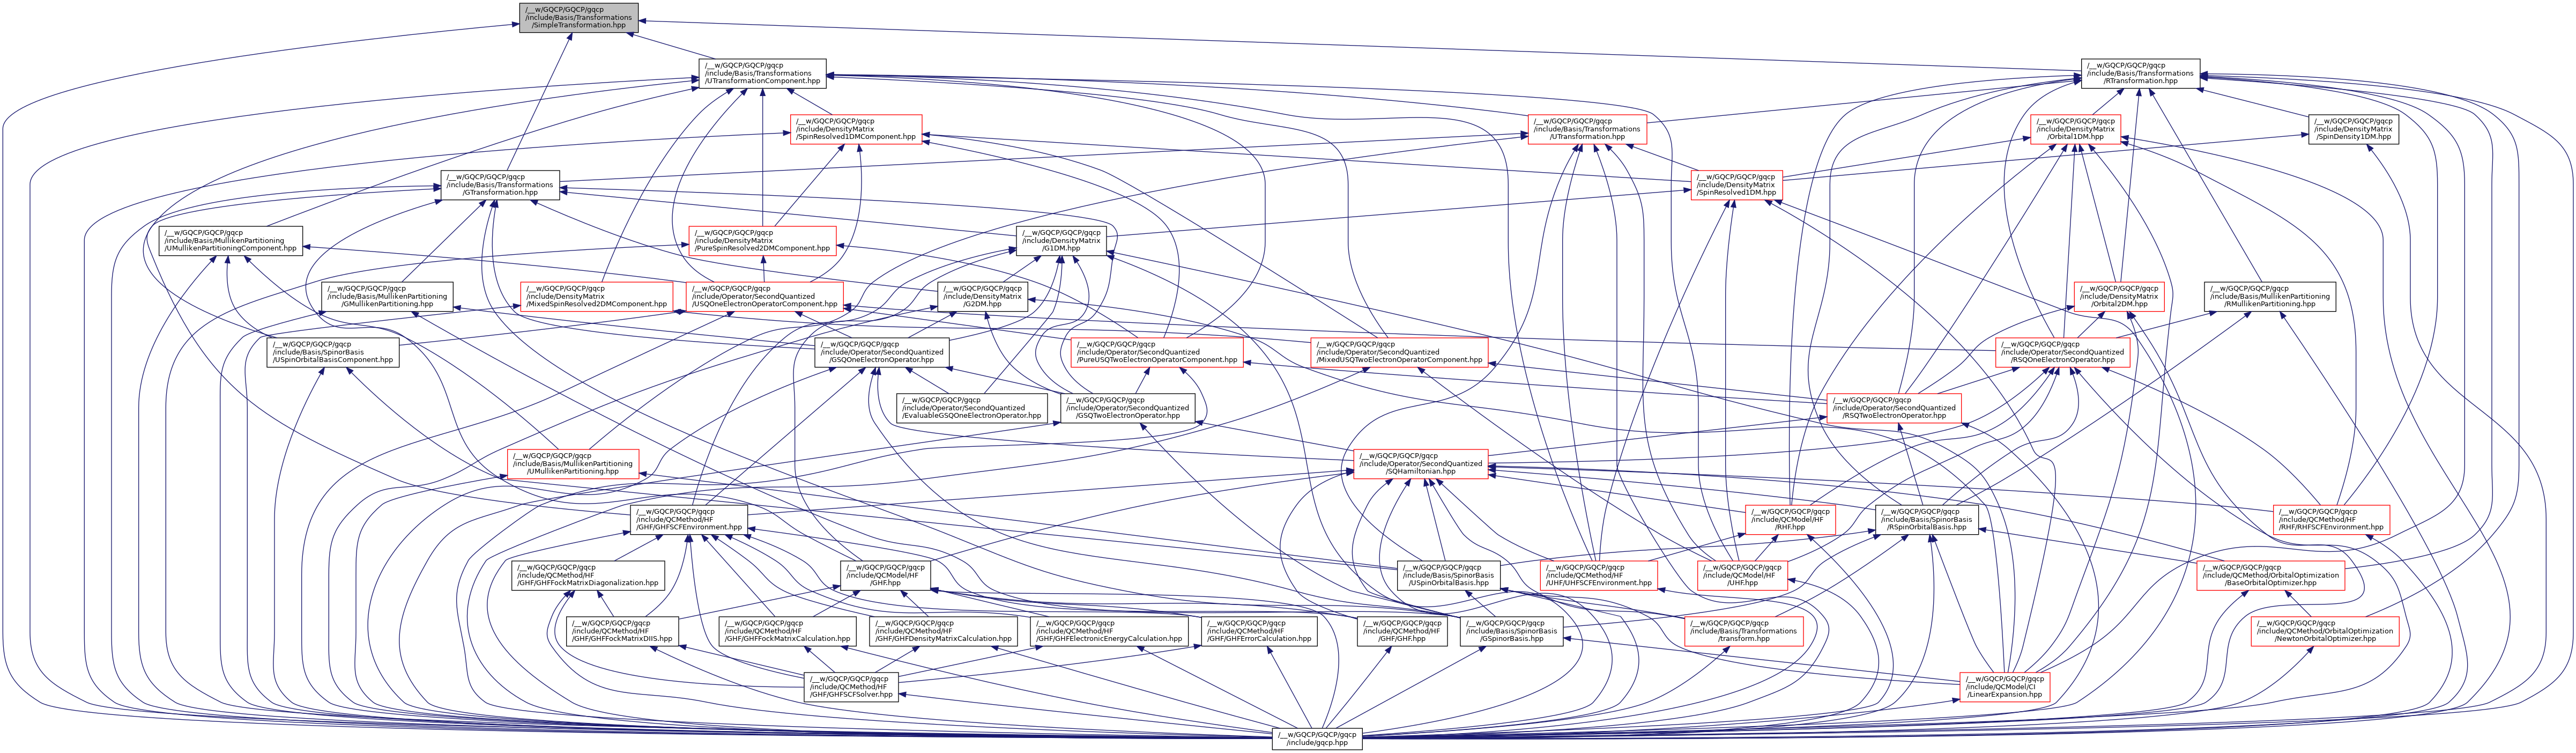 /__w/GQCP/GQCP/gqcp
/include/Basis/Transformations
/SimpleTransformation.hpp
/__w/GQCP/GQCP/gqcp
/include/Basis/Transformations
/UTransformationComponent.hpp
/__w/GQCP/GQCP/gqcp
/include/Basis/Transformations
/RTransformation.hpp
/__w/GQCP/GQCP/gqcp
/include/DensityMatrix
/SpinResolved1DMComponent.hpp
/__w/GQCP/GQCP/gqcp
/include/Basis/Transformations
/UTransformation.hpp
/__w/GQCP/GQCP/gqcp
/include/DensityMatrix
/Orbital1DM.hpp
/__w/GQCP/GQCP/gqcp
/include/DensityMatrix
/SpinDensity1DM.hpp
/__w/GQCP/GQCP/gqcp
/include/Basis/Transformations
/GTransformation.hpp
/__w/GQCP/GQCP/gqcp
/include/DensityMatrix
/SpinResolved1DM.hpp
/__w/GQCP/GQCP/gqcp
/include/Basis/MullikenPartitioning
/UMullikenPartitioningComponent.hpp
/__w/GQCP/GQCP/gqcp
/include/DensityMatrix
/PureSpinResolved2DMComponent.hpp
/__w/GQCP/GQCP/gqcp
/include/DensityMatrix
/G1DM.hpp
/__w/GQCP/GQCP/gqcp
/include/Basis/MullikenPartitioning
/GMullikenPartitioning.hpp
/__w/GQCP/GQCP/gqcp
/include/DensityMatrix
/MixedSpinResolved2DMComponent.hpp
/__w/GQCP/GQCP/gqcp
/include/Operator/SecondQuantized
/USQOneElectronOperatorComponent.hpp
/__w/GQCP/GQCP/gqcp
/include/DensityMatrix
/G2DM.hpp
/__w/GQCP/GQCP/gqcp
/include/DensityMatrix
/Orbital2DM.hpp
/__w/GQCP/GQCP/gqcp
/include/Basis/MullikenPartitioning
/RMullikenPartitioning.hpp
/__w/GQCP/GQCP/gqcp
/include/Basis/SpinorBasis
/USpinOrbitalBasisComponent.hpp
/__w/GQCP/GQCP/gqcp
/include/Operator/SecondQuantized
/GSQOneElectronOperator.hpp
/__w/GQCP/GQCP/gqcp
/include/Operator/SecondQuantized
/PureUSQTwoElectronOperatorComponent.hpp
/__w/GQCP/GQCP/gqcp
/include/Operator/SecondQuantized
/MixedUSQTwoElectronOperatorComponent.hpp
/__w/GQCP/GQCP/gqcp
/include/Operator/SecondQuantized
/RSQOneElectronOperator.hpp
/__w/GQCP/GQCP/gqcp
/include/Operator/SecondQuantized
/EvaluableGSQOneElectronOperator.hpp
/__w/GQCP/GQCP/gqcp
/include/Operator/SecondQuantized
/GSQTwoElectronOperator.hpp
/__w/GQCP/GQCP/gqcp
/include/Operator/SecondQuantized
/RSQTwoElectronOperator.hpp
/__w/GQCP/GQCP/gqcp
/include/Basis/MullikenPartitioning
/UMullikenPartitioning.hpp
/__w/GQCP/GQCP/gqcp
/include/Operator/SecondQuantized
/SQHamiltonian.hpp
/__w/GQCP/GQCP/gqcp
/include/QCMethod/HF
/GHF/GHFSCFEnvironment.hpp
/__w/GQCP/GQCP/gqcp
/include/QCModel/HF
/RHF.hpp
/__w/GQCP/GQCP/gqcp
/include/Basis/SpinorBasis
/RSpinOrbitalBasis.hpp
/__w/GQCP/GQCP/gqcp
/include/QCMethod/HF
/RHF/RHFSCFEnvironment.hpp
/__w/GQCP/GQCP/gqcp
/include/QCMethod/HF
/GHF/GHFFockMatrixDiagonalization.hpp
/__w/GQCP/GQCP/gqcp
/include/QCModel/HF
/GHF.hpp
/__w/GQCP/GQCP/gqcp
/include/Basis/SpinorBasis
/USpinOrbitalBasis.hpp
/__w/GQCP/GQCP/gqcp
/include/QCMethod/HF
/UHF/UHFSCFEnvironment.hpp
/__w/GQCP/GQCP/gqcp
/include/QCModel/HF
/UHF.hpp
/__w/GQCP/GQCP/gqcp
/include/QCMethod/OrbitalOptimization
/BaseOrbitalOptimizer.hpp
/__w/GQCP/GQCP/gqcp
/include/QCMethod/HF
/GHF/GHFFockMatrixDIIS.hpp
/__w/GQCP/GQCP/gqcp
/include/QCMethod/HF
/GHF/GHFFockMatrixCalculation.hpp
/__w/GQCP/GQCP/gqcp
/include/QCMethod/HF
/GHF/GHFDensityMatrixCalculation.hpp
/__w/GQCP/GQCP/gqcp
/include/QCMethod/HF
/GHF/GHFElectronicEnergyCalculation.hpp
/__w/GQCP/GQCP/gqcp
/include/QCMethod/HF
/GHF/GHFErrorCalculation.hpp
/__w/GQCP/GQCP/gqcp
/include/QCMethod/HF
/GHF/GHF.hpp
/__w/GQCP/GQCP/gqcp
/include/Basis/SpinorBasis
/GSpinorBasis.hpp
/__w/GQCP/GQCP/gqcp
/include/Basis/Transformations
/transform.hpp
/__w/GQCP/GQCP/gqcp
/include/QCMethod/OrbitalOptimization
/NewtonOrbitalOptimizer.hpp
/__w/GQCP/GQCP/gqcp
/include/QCMethod/HF
/GHF/GHFSCFSolver.hpp
/__w/GQCP/GQCP/gqcp
/include/QCModel/CI
/LinearExpansion.hpp
/__w/GQCP/GQCP/gqcp
/include/gqcp.hpp